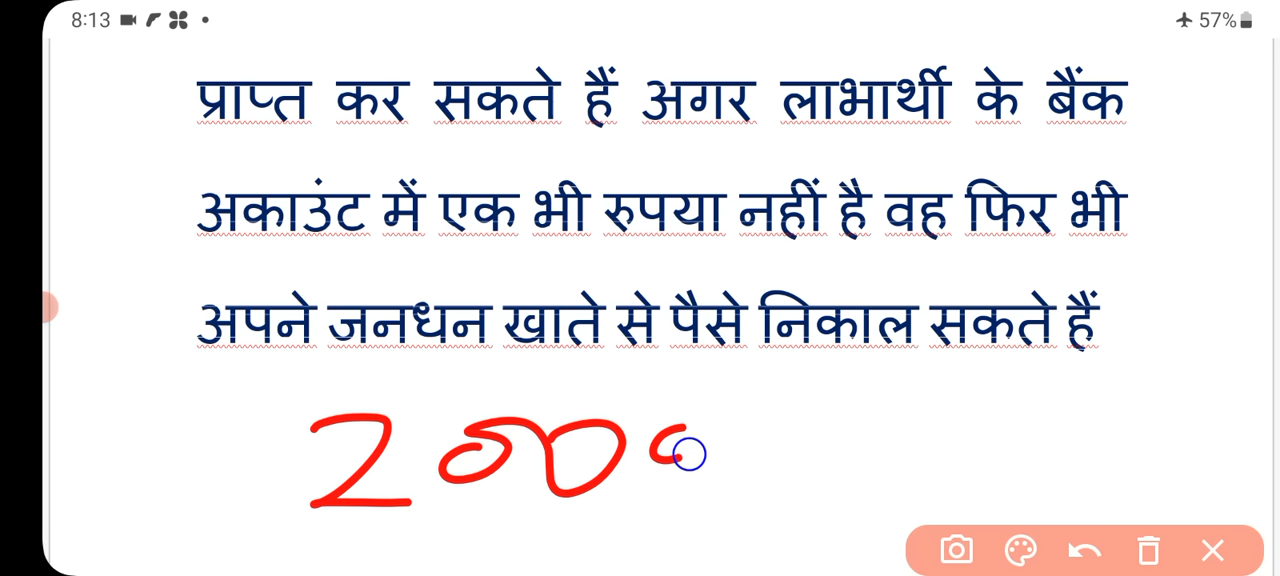 8:13 57%
प्राप्त कर सकते हैं अगर लाभार्थी के बैंक
अकाउंट में एक भी रुपया नहीं है वह फिर भी
अपने जनधन खाते से पैसे निकाल सकते हैं
2000